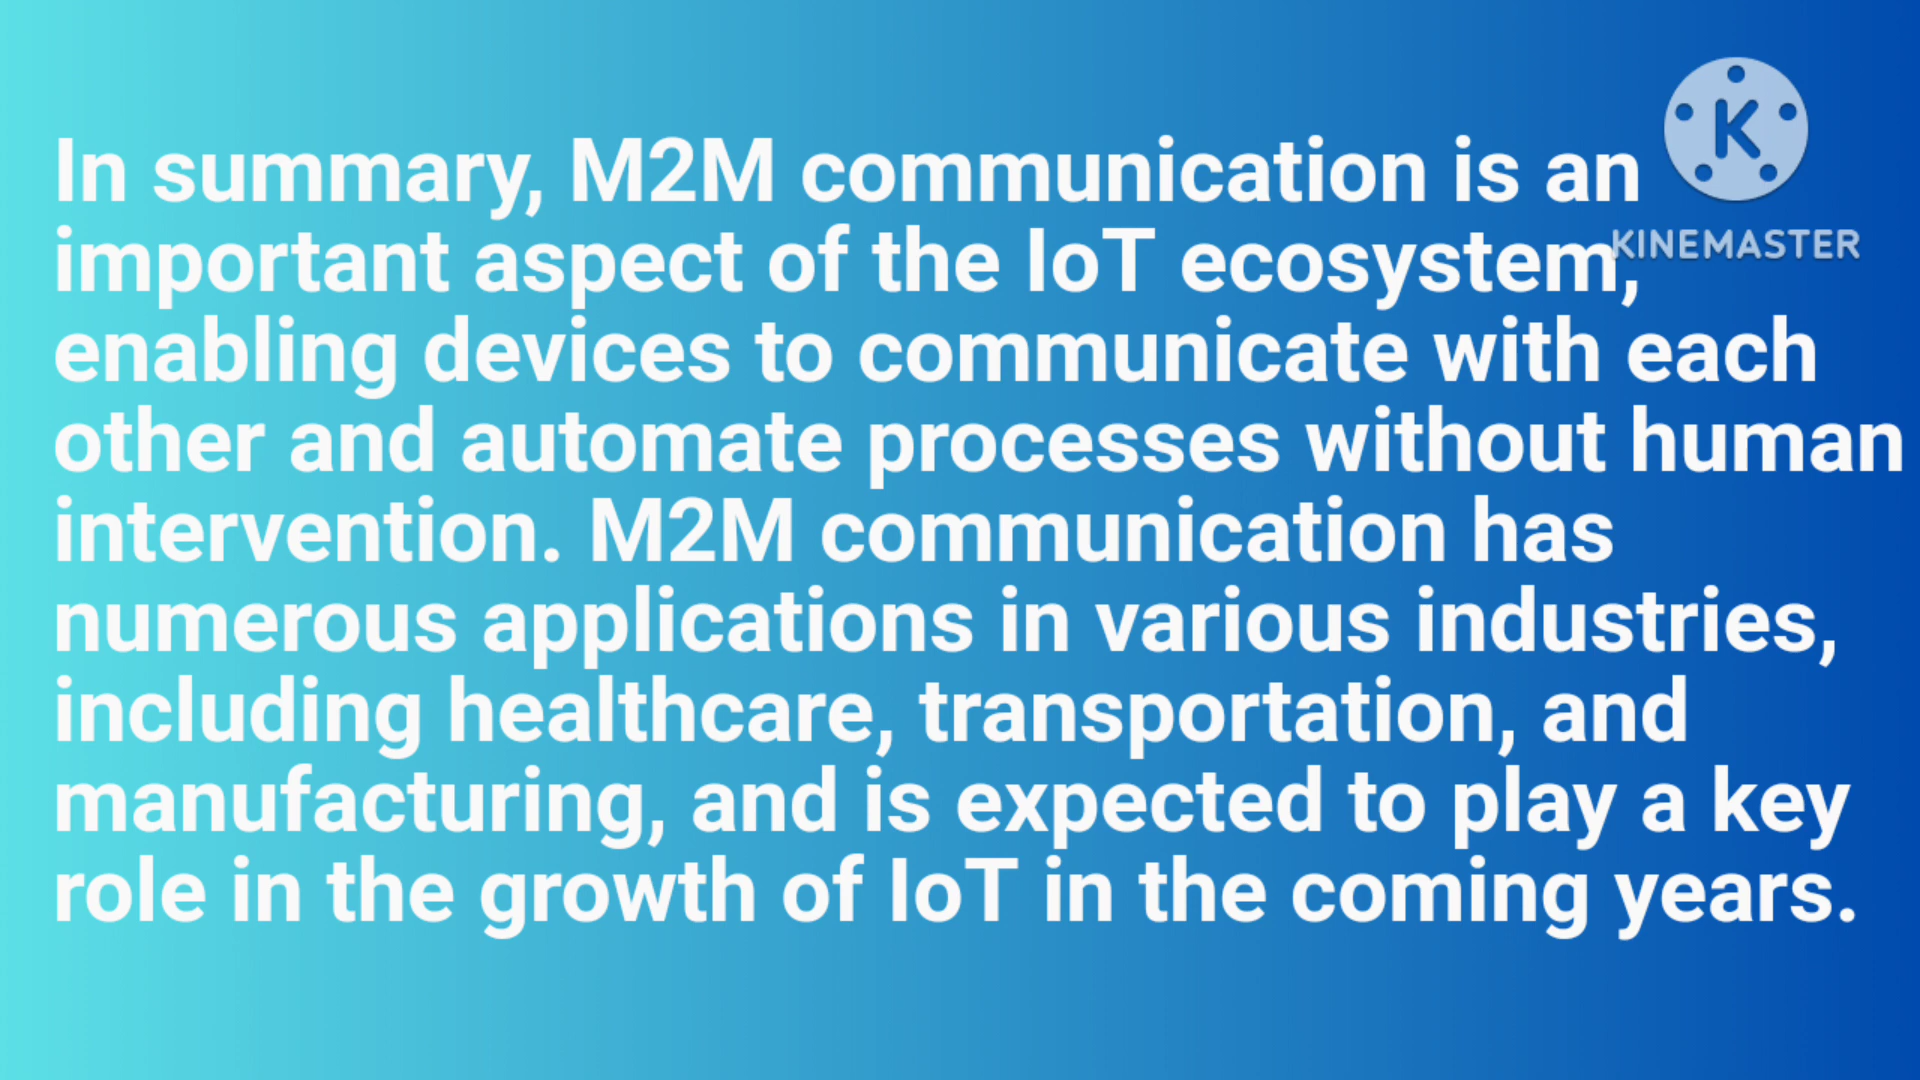 In summary, M2M communication is an
important aspect of the IoT ecosystem,
enabling devices to communicate with each
other and automate processes without human
intervention. M2M communication has
numerous applications in various industries,
including healthcare, transportation, and
manufacturing, and is expected to play a key
role in the growth of IoT in the coming years.
K
KINEMASTER